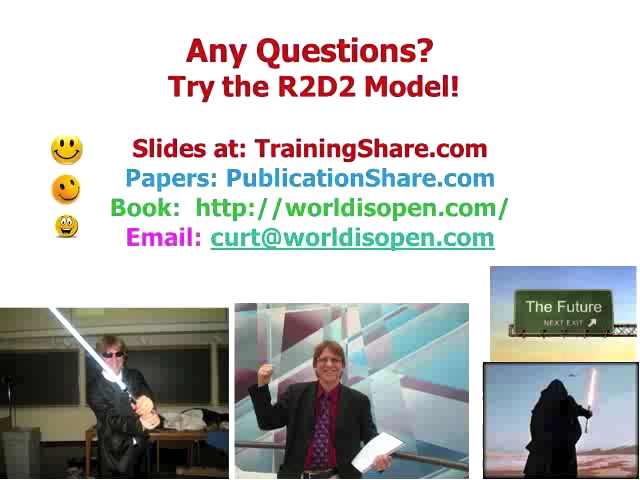 Any Questions?
Try the R2D2 Model!
Slides at: TrainingShare.com
Papers: PublicationShare.com
Book: http://worldisopen.com/
Email: curt@worldisopen.com
The Future
NEXT EXIT